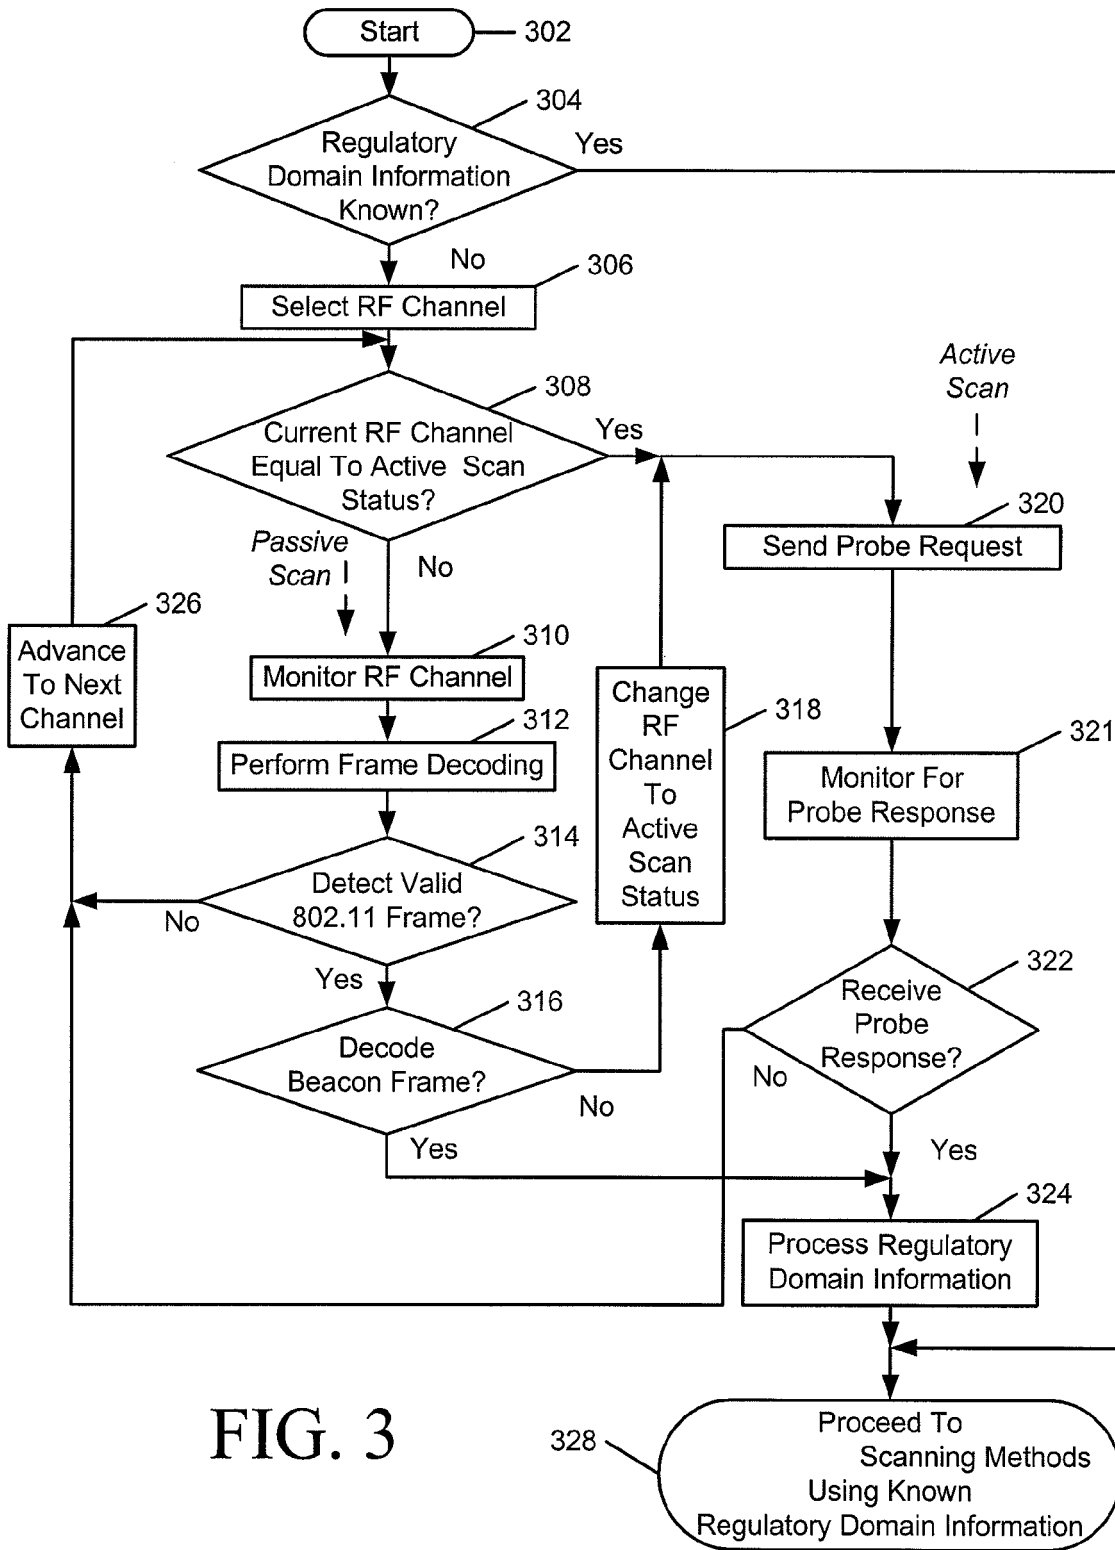 Start
302
304
Regulatory
Domain Information
Known?
Yes
No
306
Select RF Channel
Active
Scan
308
Current RF Channel
Equal To Active Scan
Status?
Yes
320
Send Probe Request
Passive
Scan
No
326
Advance
To Next
Channel
310
Monitor RF Channel
312
Perform Frame Decoding
Change
RF
Channel
To
Active
Scan
Status
318
321
Monitor For
Probe Response
314
Detect Valid
802.11 Frame?
No
Yes
316
Decode
Beacon Frame?
No
Yes
322
Receive
Probe
Response?
No
Yes
324
Process Regulatory
Domain Information
FIG. 3
328
Proceed To
Scanning Methods
Using Known
Regulatory Domain Information